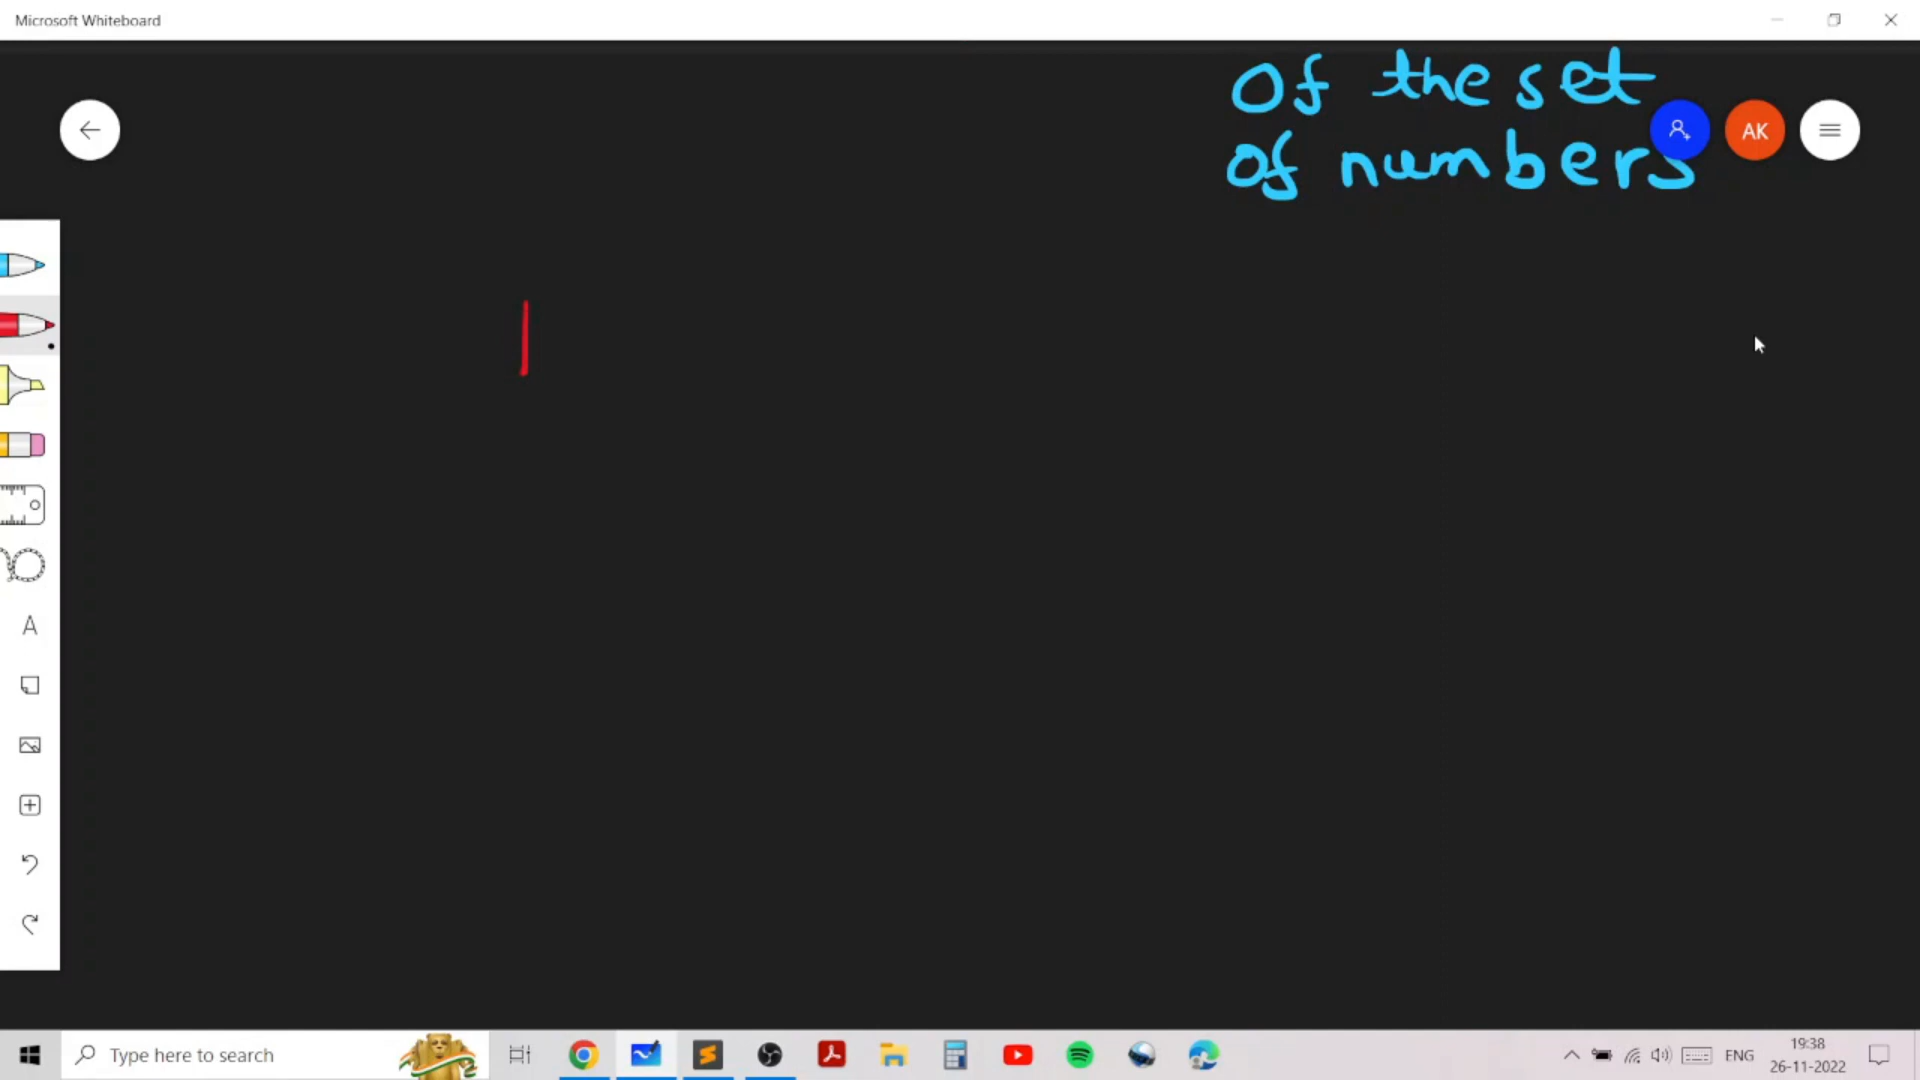 Microsoft Whiteboard
Of the set
of numbers
AK
A
Type here to search
ENG
19:38
26-11-2022